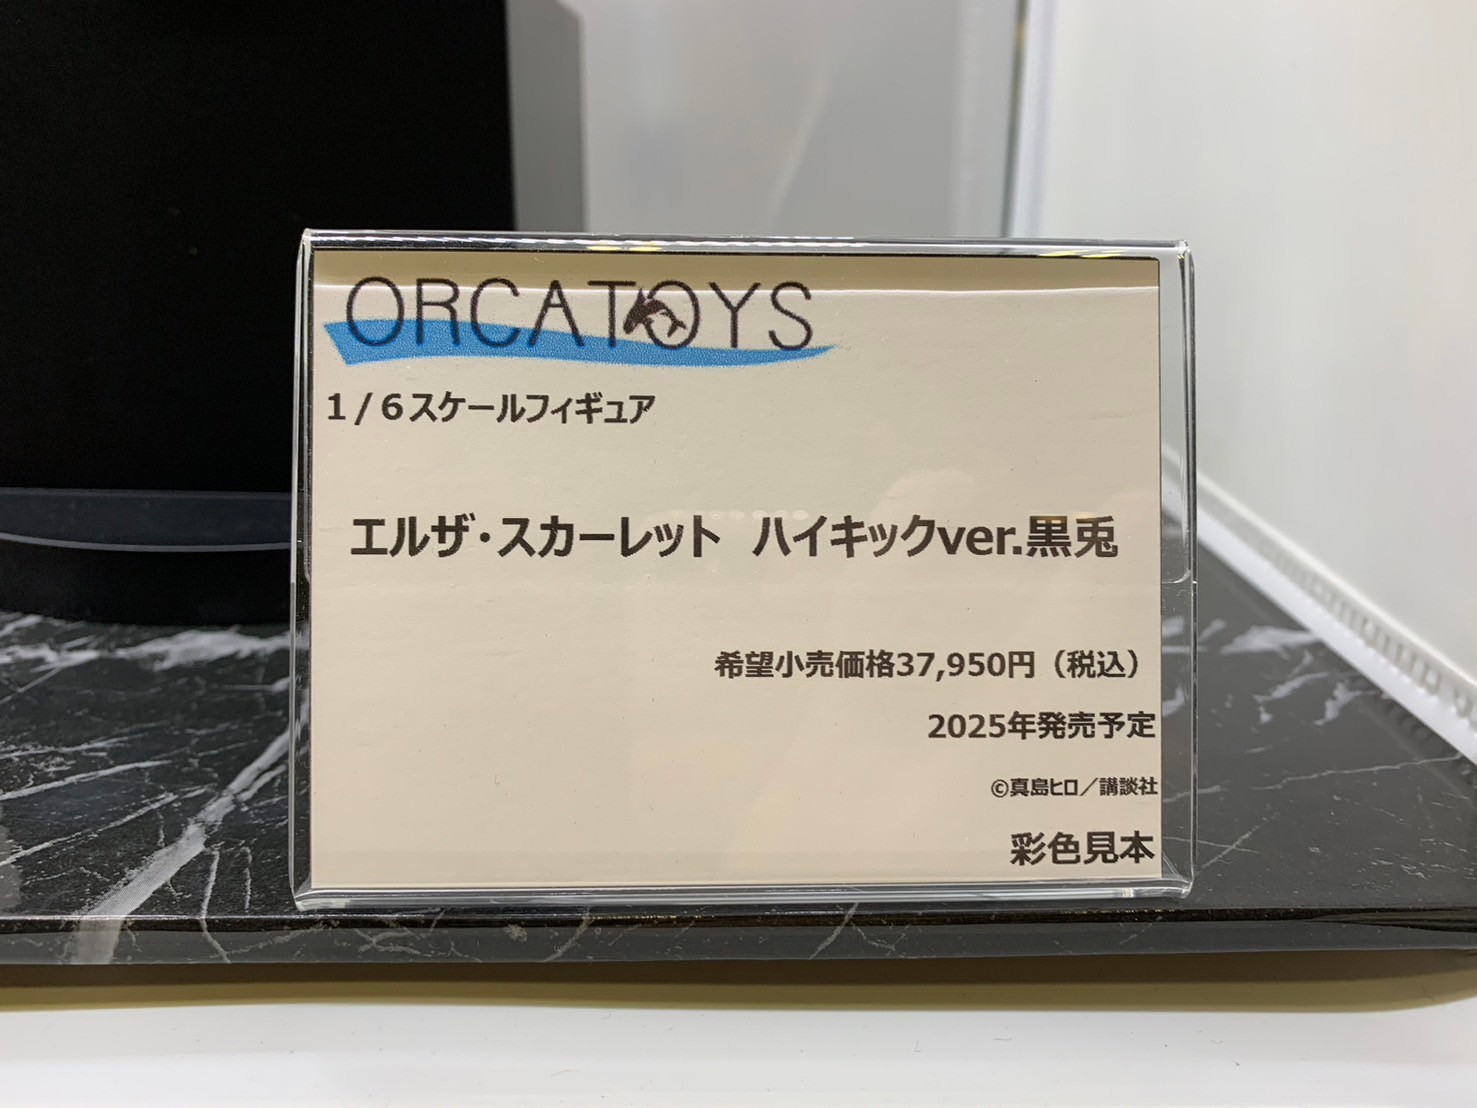 ORCATOYS
1/6スケールフィギュア
エルザ・スカーレット ハイキックver.黒兎
希望小売価格37,950円（税込）
2025年発売予定
©真島ヒロ／講談社
彩色見本